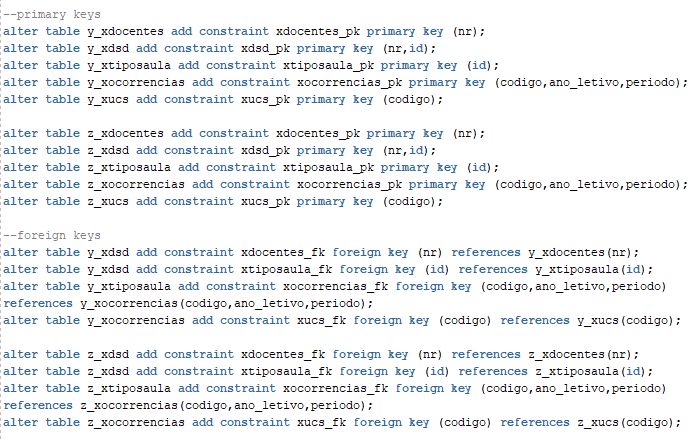 --primary keys
alter table y_xdocentes add constraint xdocentes_pk primary key (nr);
alter table y_xdsd add constraint xdsd_pk primary key (nr,id);
alter table y_xtiposaula add constraint xtiposaula_pk primary key (id);
alter table y_xocorrencias add constraint xocorrencias_pk primary key (codigo,ano_letivo,periodo);
alter table y_xucs add constraint xucs_pk primary key (codigo);

alter table z_xdocentes add constraint xdocentes_pk primary key (nr);
alter table z_xdsd add constraint xdsd_pk primary key (nr,id);
alter table z_xtiposaula add constraint xtiposaula_pk primary key (id);
alter table z_xocorrencias add constraint xocorrencias_pk primary key (codigo,ano_letivo,periodo);
alter table z_xucs add constraint xucs_pk primary key (codigo);

--foreign keys
alter table y_xdsd add constraint xdocentes_fk foreign key (nr) references y_xdocentes(nr);
alter table y_xdsd add constraint xtiposaula_fk foreign key (id) references y_xtiposaula(id);
alter table y_xtiposaula add constraint xocorrencias_fk foreign key (codigo,ano_letivo,periodo)
references y_xocorrencias(codigo,ano_letivo,periodo);
alter table y_xocorrencias add constraint xucs_fk foreign key (codigo) references y_xucs(codigo);

alter table z_xdsd add constraint xdocentes_fk foreign key (nr) references z_xdocentes(nr);
alter table z_xdsd add constraint xtiposaula_fk foreign key (id) references z_xtiposaula(id);
alter table z_xtiposaula add constraint xocorrencias_fk foreign key (codigo,ano_letivo,periodo)
references z_xocorrencias(codigo,ano_letivo,periodo);
alter table z_xocorrencias add constraint xucs_fk foreign key (codigo) references z_xucs(codigo);